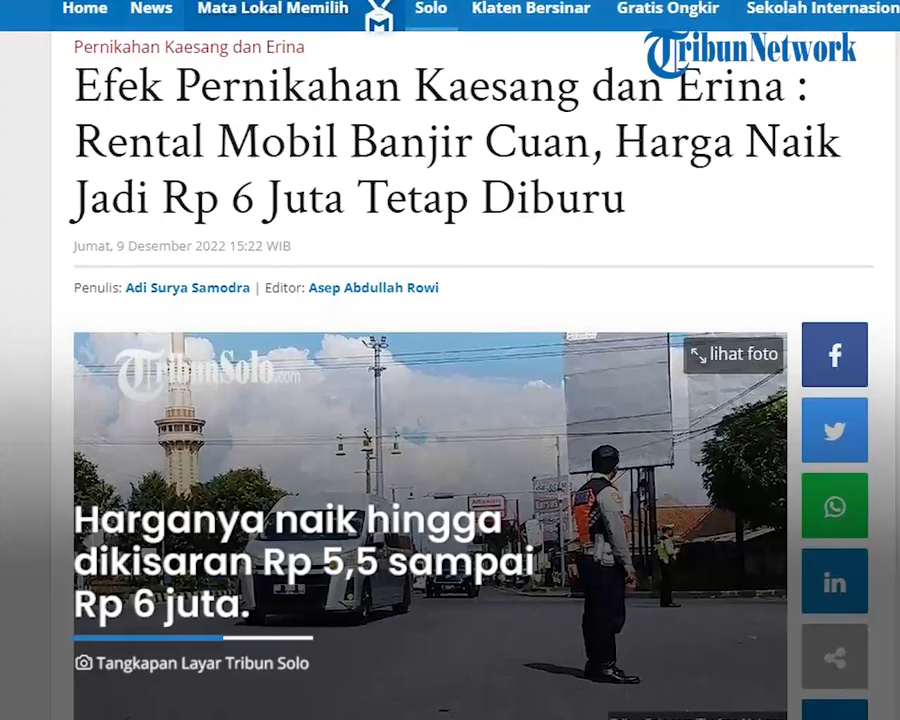 Home News Mata Lokal Memilih Solo Klaten Bersinar Gratis Ongkir Sekolah Internasion
Pernikahan Kaesang dan Erina
TribunNetwork
Efek Pernikahan Kaesang dan Erina :
Rental Mobil Banjir Cuan, Harga Naik
Jadi Rp 6 Juta Tetap Diburu
Jumat, 9 Desember 2022 15:22 WIB
Penulis: Adi Surya Samodra | Editor: Asep Abdullah Rowi
TribunSolo.com
lihat foto
Harganya naik hingga
dikisaran Rp 5,5 sampai
Rp 6 juta.
Tangkapan Layar Tribun Solo